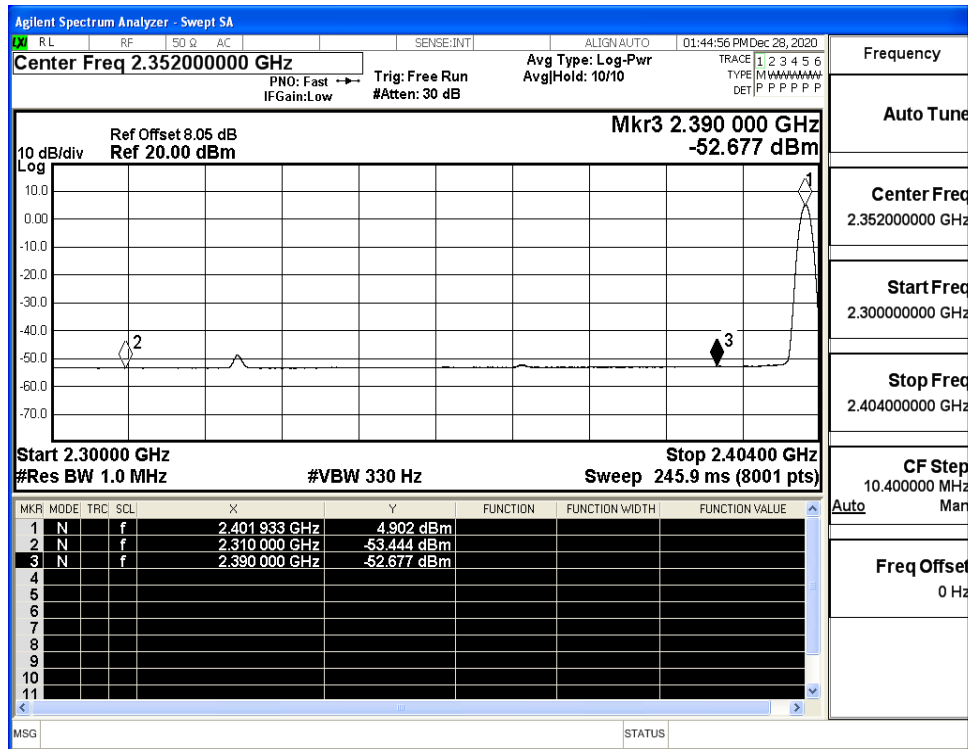 Agilent Spectrum Analyzer - Swept SA
LXI RL RF 50 Ω AC SENSE:INT ALIGN AUTO 01:44:56 PM Dec 28, 2020
Center Freq 2.352000000 GHz
PNO: Fast
IFGain:Low
Trig: Free Run
#Atten: 30 dB
Avg Type: Log-Pwr
Avg|Hold: 10/10
TRACE 1 2 3 4 5 6
TYPE M W W W W W
DET P P P P P P
Ref Offset 8.05 dB
10 dB/div Ref 20.00 dBm
Log
Mkr3 2.390 000 GHz
-52.677 dBm
10.0
0.00
-10.0
-20.0
-30.0
-40.0
-50.0
-60.0
-70.0
1
2
3
Start 2.30000 GHz Stop 2.40400 GHz
#Res BW 1.0 MHz #VBW 330 Hz Sweep 245.9 ms (8001 pts)
MKR MODE TRC SCL X Y FUNCTION FUNCTION WIDTH FUNCTION VALUE
1 N f 2.401 933 GHz 4.902 dBm
2 N f 2.310 000 GHz -53.444 dBm
3 N f 2.390 000 GHz -52.677 dBm
4
5
6
7
8
9
10
11
MSG STATUS
Frequency
Auto Tune
Center Freq
2.352000000 GHz
Start Freq
2.300000000 GHz
Stop Freq
2.404000000 GHz
CF Step
10.400000 MHz
Auto Man
Freq Offset
0 Hz